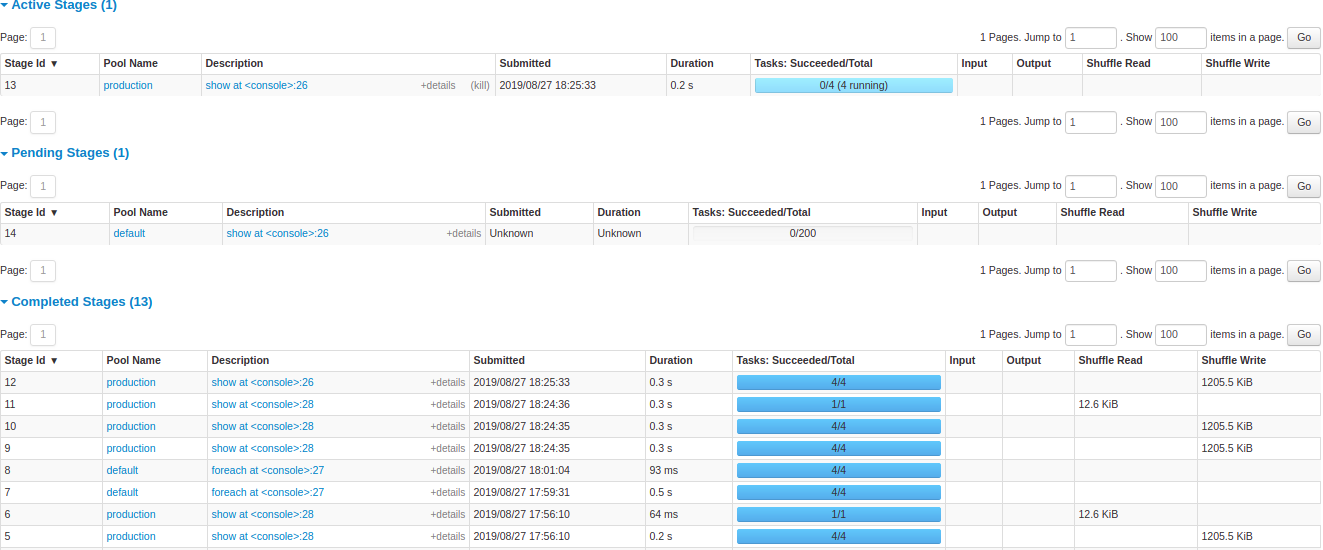 Active Stages (1)
Page: 1 1 Pages. Jump to 1 . Show 100 items in a page. Go
Stage Id ▼ Pool Name Description Submitted Duration Tasks: Succeeded/Total Input Output Shuffle Read Shuffle Write
13 production show at <console>:26 +details (kill) 2019/08/27 18:25:33 0.2 s 0/4 (4 running)
Page: 1 1 Pages. Jump to 1 . Show 100 items in a page. Go
Pending Stages (1)
Page: 1 1 Pages. Jump to 1 . Show 100 items in a page. Go
Stage Id ▼ Pool Name Description Submitted Duration Tasks: Succeeded/Total Input Output Shuffle Read Shuffle Write
14 default show at <console>:26 +details Unknown Unknown 0/200
Page: 1 1 Pages. Jump to 1 . Show 100 items in a page. Go
Completed Stages (13)
Page: 1 1 Pages. Jump to 1 . Show 100 items in a page. Go
Stage Id ▼ Pool Name Description Submitted Duration Tasks: Succeeded/Total Input Output Shuffle Read Shuffle Write
12 production show at <console>:26 +details 2019/08/27 18:25:33 0.3 s 4/4 1205.5 KiB
11 production show at <console>:28 +details 2019/08/27 18:24:36 0.3 s 1/1 12.6 KiB
10 production show at <console>:28 +details 2019/08/27 18:24:35 0.3 s 4/4 1205.5 KiB
9 production show at <console>:28 +details 2019/08/27 18:24:35 0.3 s 4/4 1205.5 KiB
8 default foreach at <console>:27 +details 2019/08/27 18:01:04 93 ms 4/4
7 default foreach at <console>:27 +details 2019/08/27 17:59:31 0.5 s 4/4
6 production show at <console>:28 +details 2019/08/27 17:56:10 64 ms 1/1 12.6 KiB
5 production show at <console>:28 +details 2019/08/27 17:56:10 0.2 s 4/4 1205.5 KiB